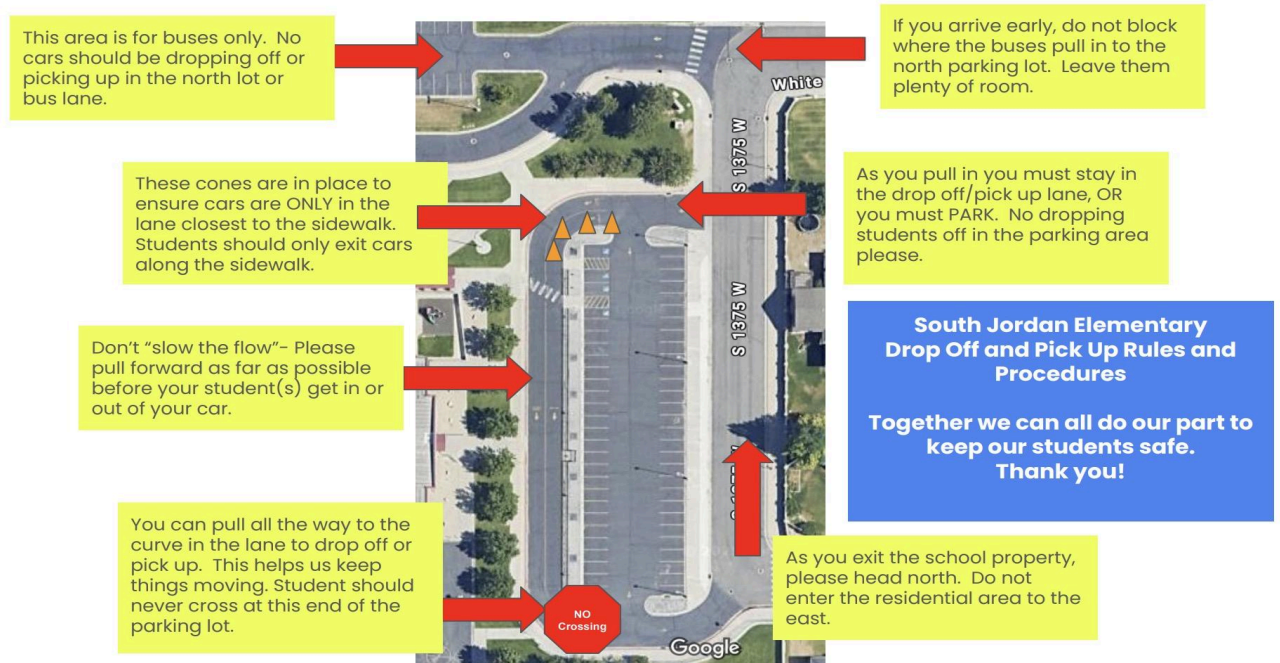 This area is for buses only. No
cars should be dropping off or
picking up in the north lot or
bus lane.
If you arrive early, do not block
where the buses pull in to the
north parking lot. Leave them
plenty of room.
White
S 1375 W
These cones are in place to
ensure cars are ONLY in the
lane closest to the sidewalk.
Students should only exit cars
along the sidewalk.
As you pull in you must stay in
the drop off/pick up lane, OR
you must PARK. No dropping
students off in the parking area
please.
S 1375 W
Don't “slow the flow”- Please
pull forward as far as possible
before your student(s) get in or
out of your car.
South Jordan Elementary
Drop Off and Pick Up Rules and
Procedures
Together we can all do our part to
keep our students safe.
Thank you!
You can pull all the way to the
curve in the lane to drop off or
pick up. This helps us keep
things moving. Student should
never cross at this end of the
parking lot.
As you exit the school property,
please head north. Do not
enter the residential area to the
east.
NO
Crossing
Google